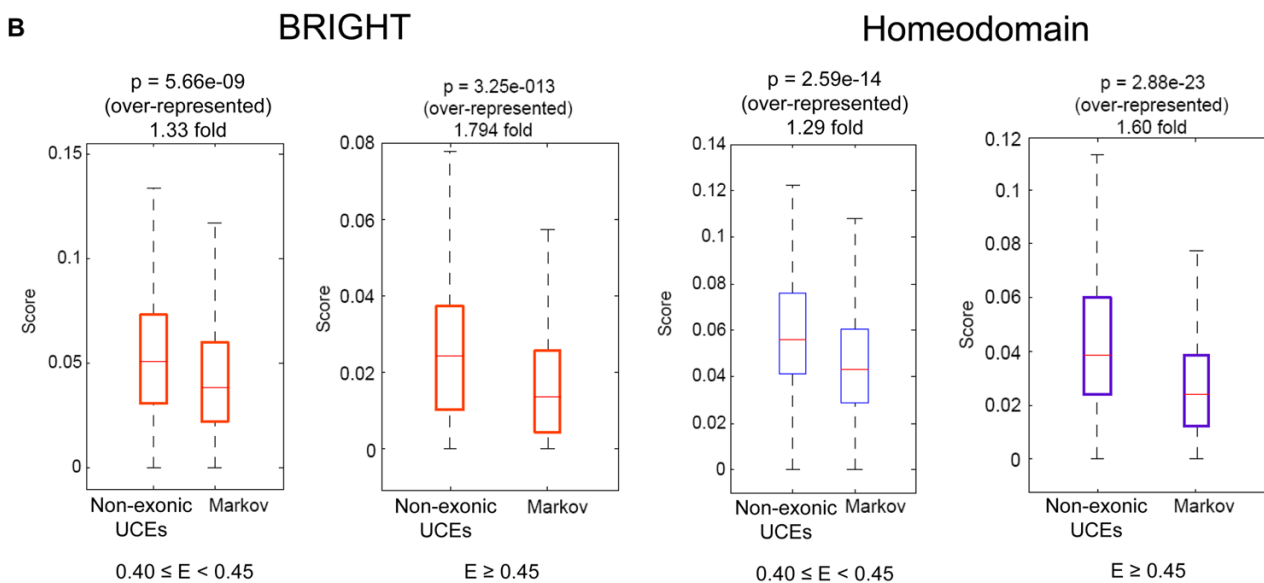 B
BRIGHT
Homeodomain
p = 5.66e-09
(over-represented)
1.33 fold
p = 3.25e-013
(over-represented)
1.794 fold
p = 2.59e-14
(over-represented)
1.29 fold
p = 2.88e-23
(over-represented)
1.60 fold
Score
0.15
0.1
0.05
0
Non-exonic
UCEs
Markov
0.40 ≤ E < 0.45
Score
0.08
0.06
0.04
0.02
0
Non-exonic
UCEs
Markov
E ≥ 0.45
Score
0.14
0.12
0.1
0.08
0.06
0.04
0.02
0
Non-exonic
UCEs
Markov
0.40 ≤ E < 0.45
Score
0.12
0.1
0.08
0.06
0.04
0.02
0
Non-exonic
UCEs
Markov
E ≥ 0.45